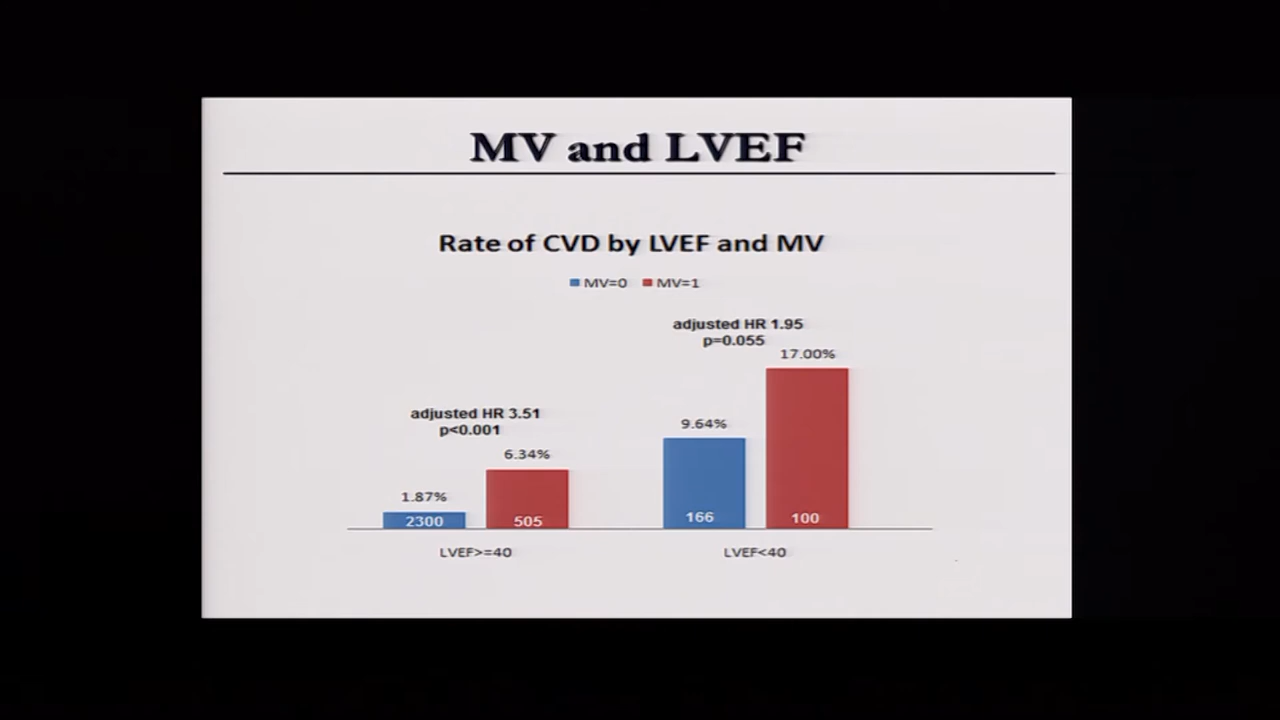 MV and LVEF
Rate of CVD by LVEF and MV
MV=0 MV=1
adjusted HR 1.95
p=0.055
17.00%
adjusted HR 3.51
p<0.001
9.64%
6.34%
1.87%
2300
505
166
100
LVEF>=40
LVEF<40